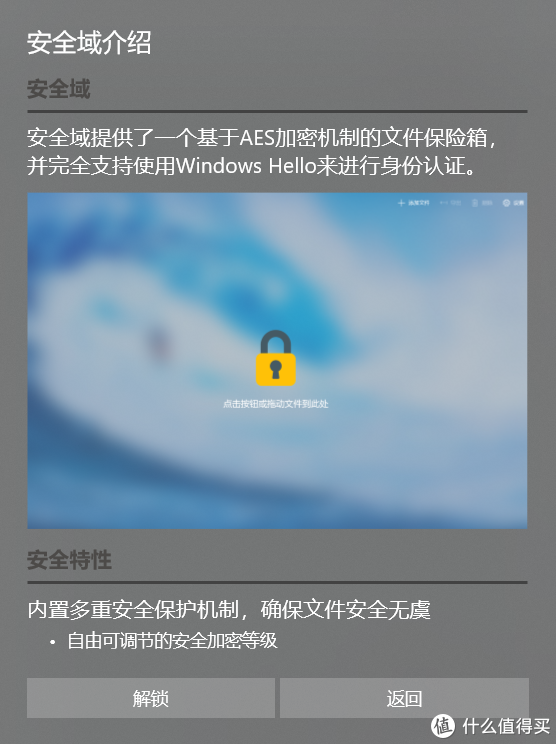 安全域介绍
安全域
安全域提供了一个基于AES加密机制的文件保险箱，
并完全支持使用Windows Hello来进行身份认证。
添加文件 设置
点击按钮或拖动文件到此处
安全特性
内置多重安全保护机制，确保文件安全无虞
• 自由可调节的安全加密等级
解锁 返回
值 什么值得买